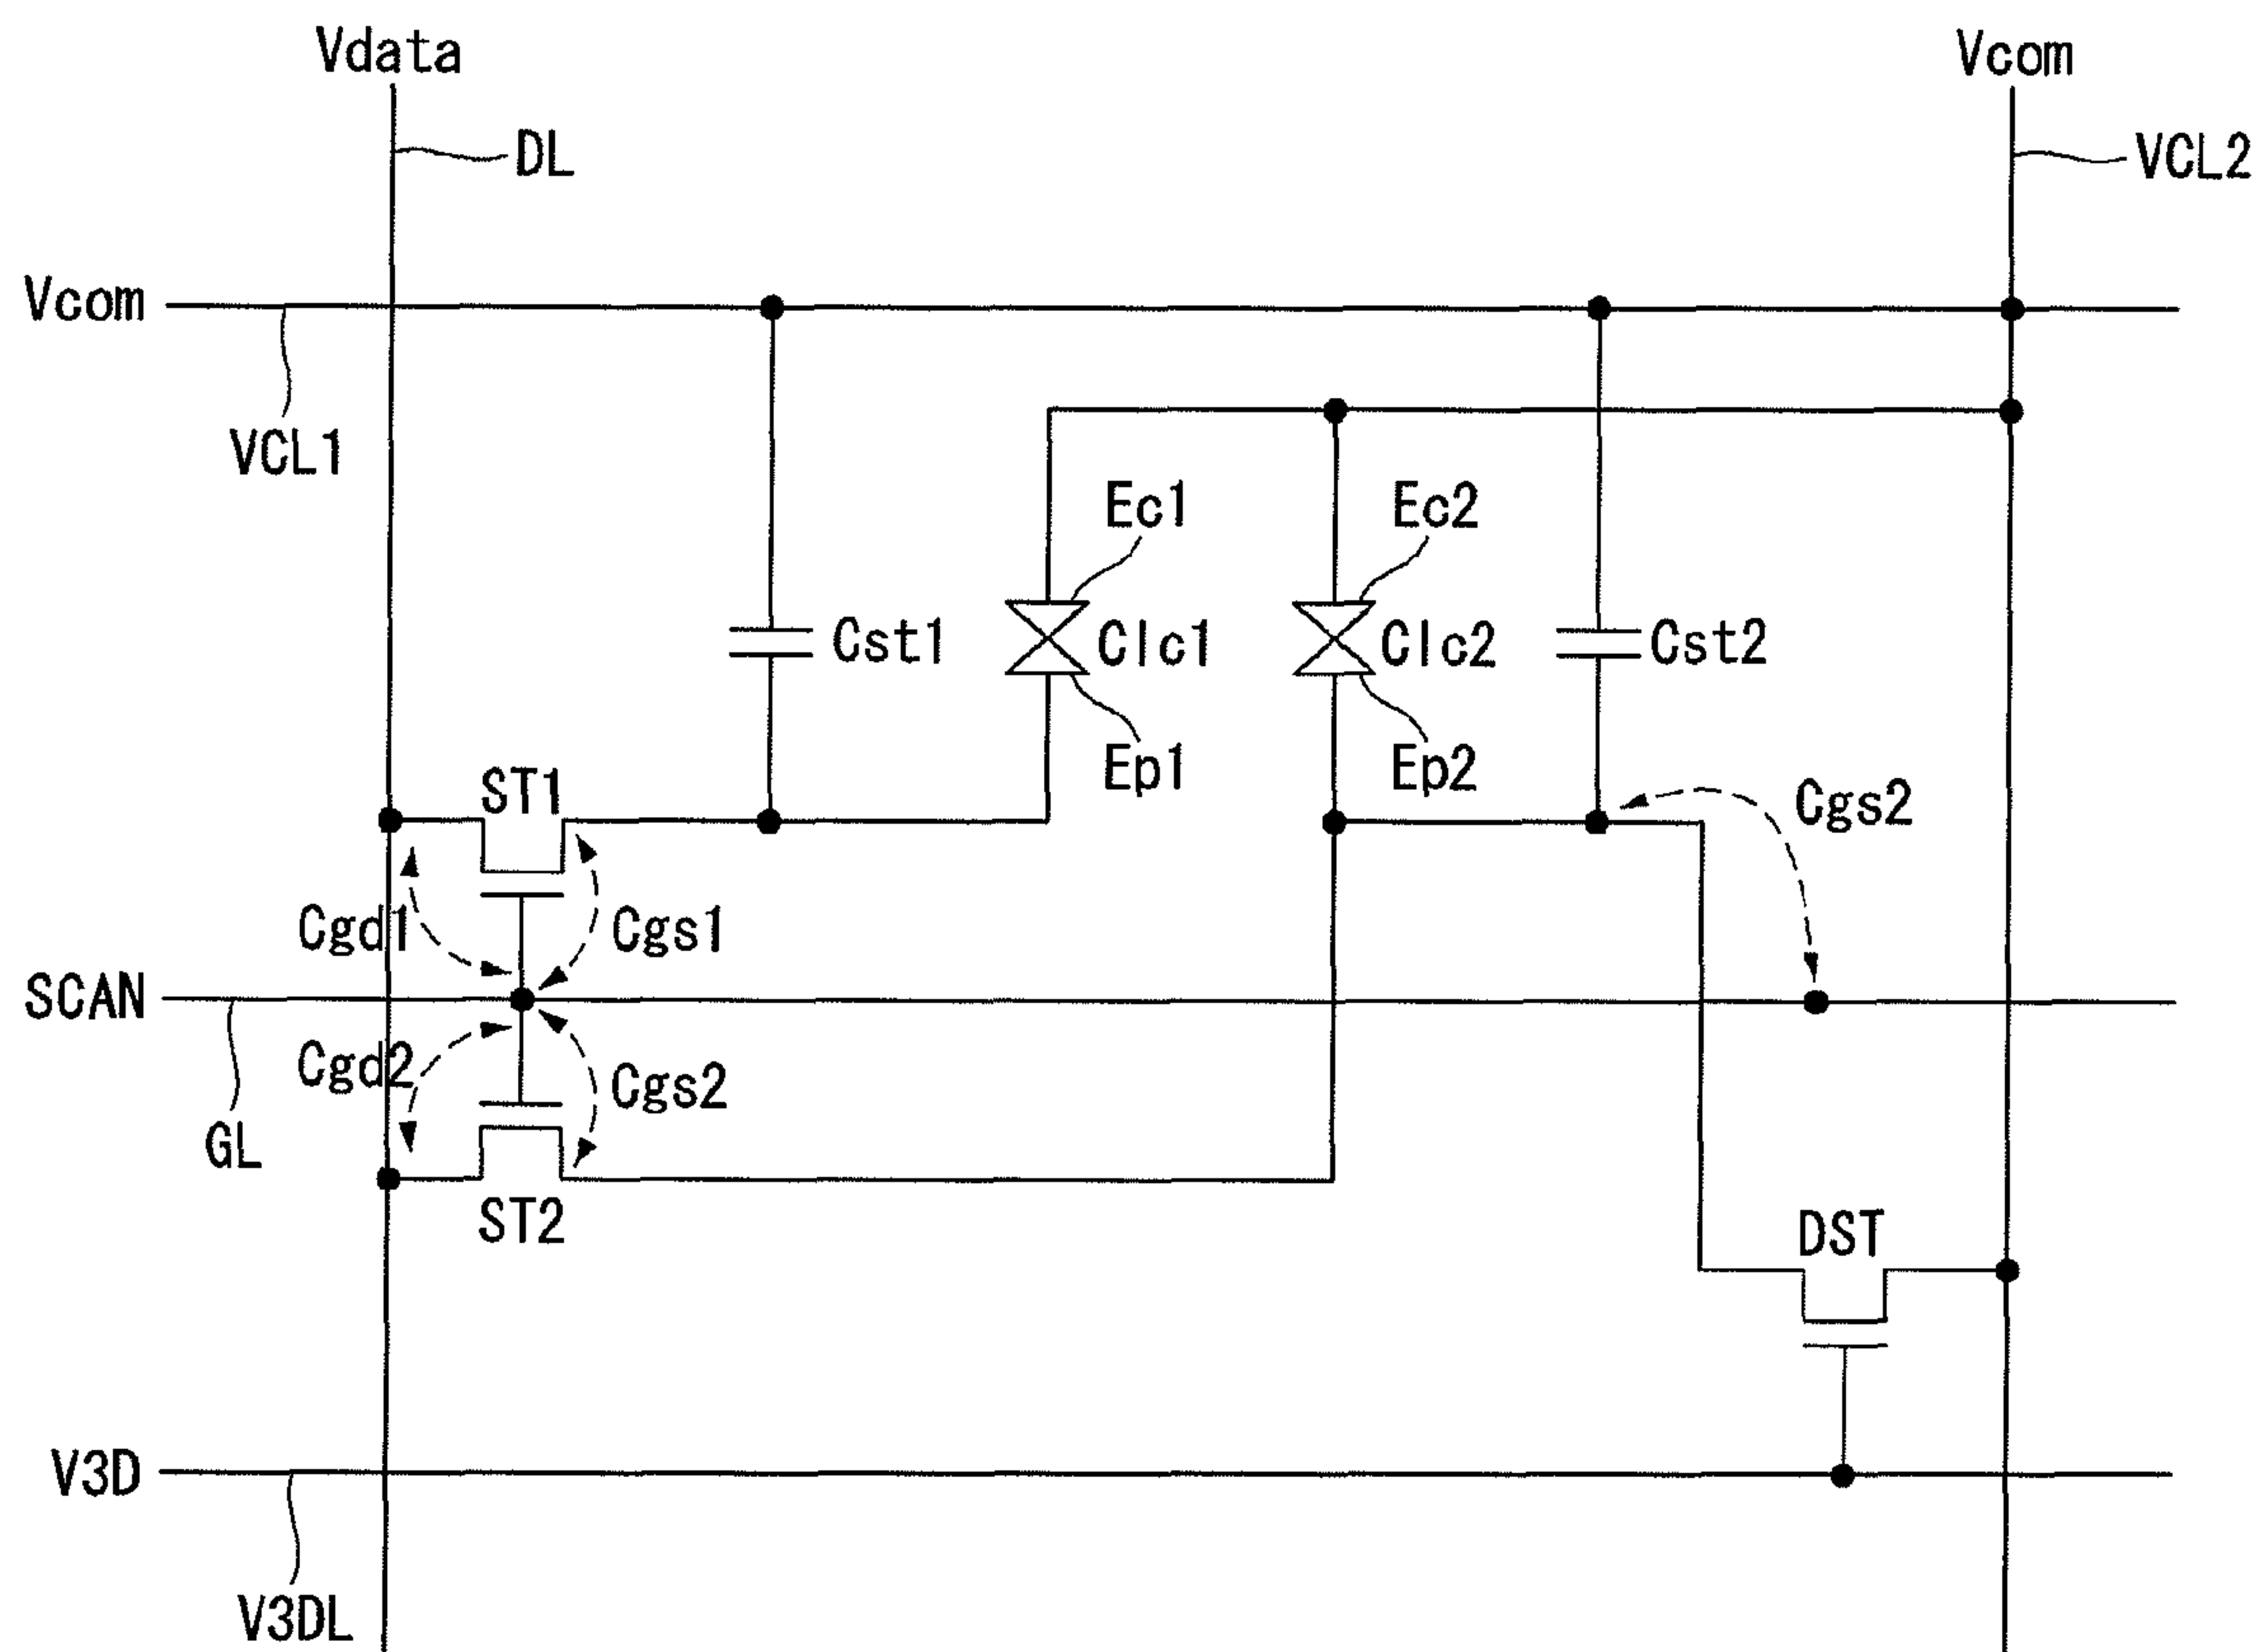 Vdata
Vcom
DL
VCL2
Vcom
VCL1
Ec1
Ec2
Cst1
Clc1
Clc2
Cst2
Ep1
Ep2
ST1
Cgs2
Cgd1
Cgs1
SCAN
Cgd2
Cgs2
GL
ST2
DST
V3D
V3DL